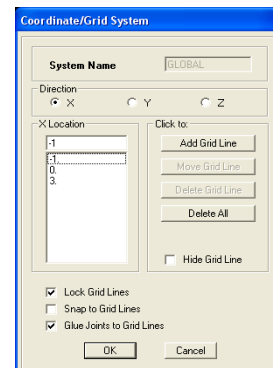 Coordinate/Grid System
System Name GLOBAL
Direction
X Y Z
X Location
-1
-1.
0.
3.
Click to:
Add Grid Line
Move Grid Line
Delete Grid Line
Delete All
Hide Grid Line
Lock Grid Lines
Snap to Grid Lines
Glue Joints to Grid Lines
OK Cancel